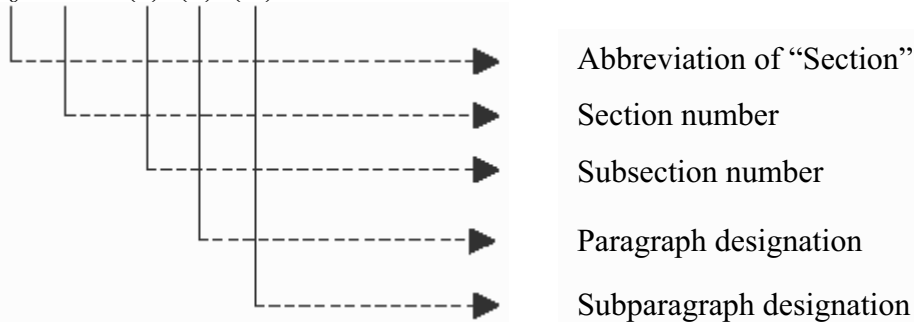 Abbreviation of “Section”
Section number
Subsection number
Paragraph designation
Subparagraph designation